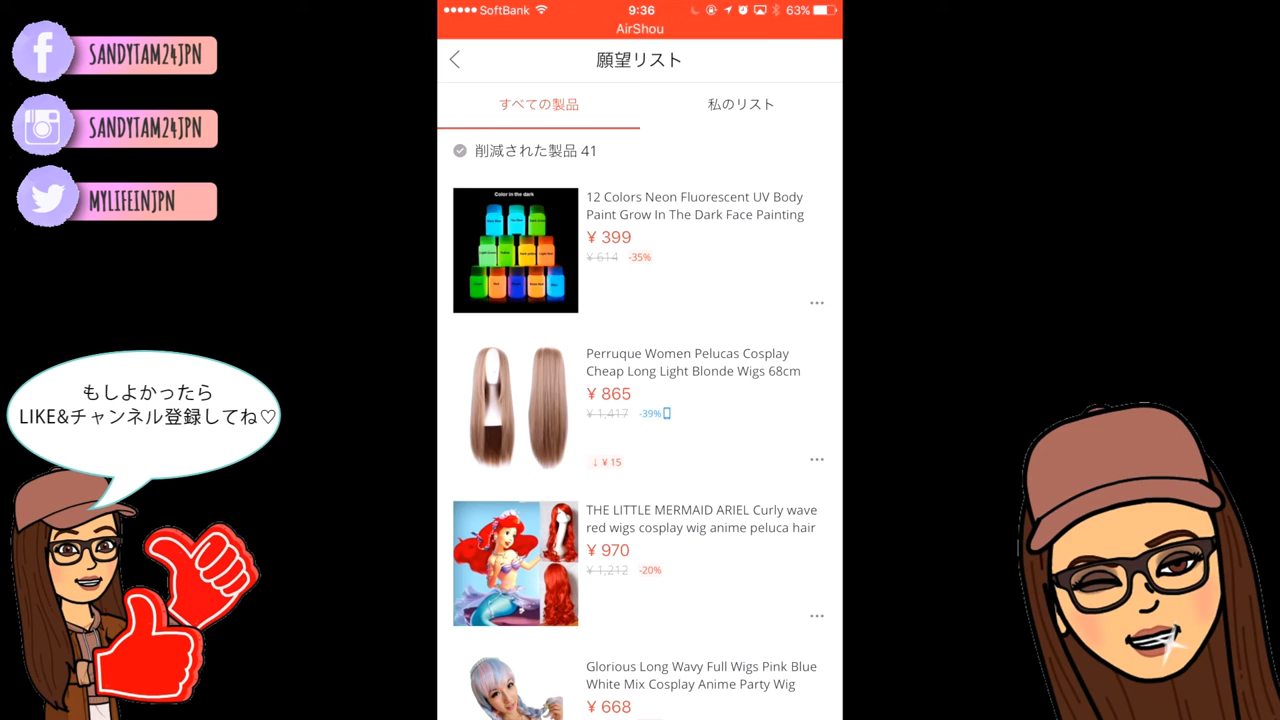 SANDYTAM24JPN
SANDYTAM24JPN
MYLIFEINJPN
もしよかったら
LIKE&チャンネル登録してね♡
SoftBank
9:36
63%
AirShou
願望リスト
すべての製品
私のリスト
削減された製品 41
Color in the dark
12 Colors Neon Fluorescent UV Body
Paint Grow In The Dark Face Painting
¥ 399
¥ 614 -35%
Perruque Women Pelucas Cosplay
Cheap Long Light Blonde Wigs 68cm
¥ 865
¥ 1,417 -39%
↓ ¥ 15
THE LITTLE MERMAID ARIEL Curly wave
red wigs cosplay wig anime peluca hair
¥ 970
¥ 1,212 -20%
Glorious Long Wavy Full Wigs Pink Blue
White Mix Cosplay Anime Party Wig
¥ 668